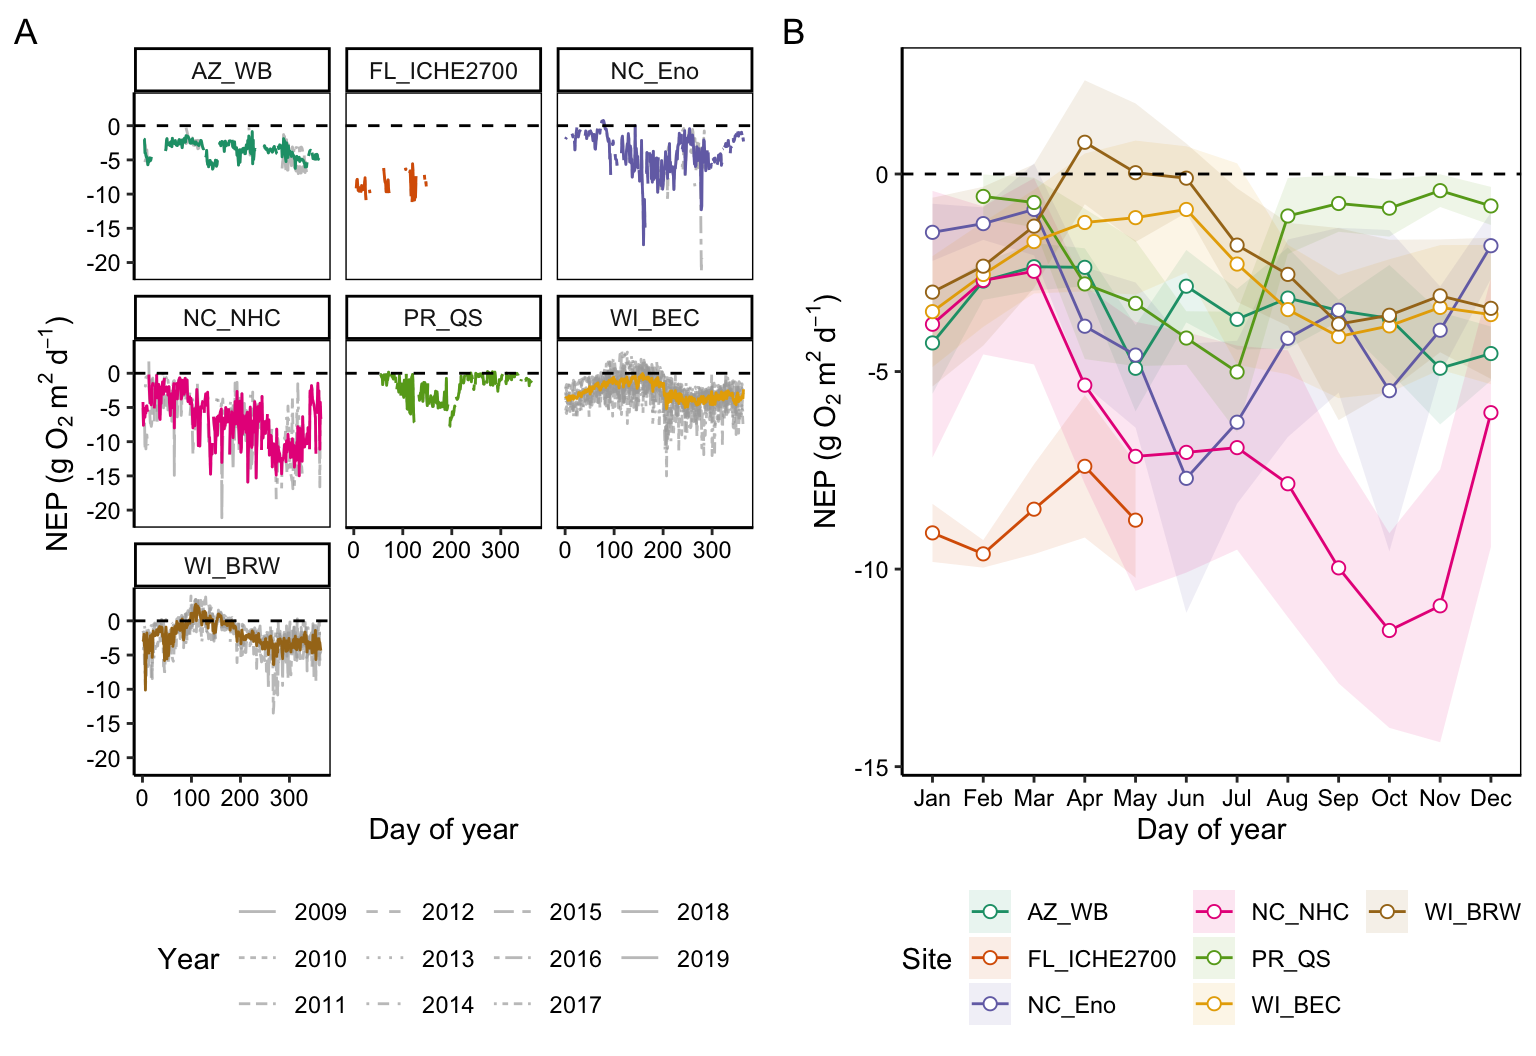 A
B
AZ_WB
FL_ICHE2700
NC_Eno
0
-5
-10
-15
-20
NC_NHC
PR_QS
WI_BEC
0
-5
-10
-15
-20
0 100 200 300
0 100 200 300
WI_BRW
0
-5
-10
-15
-20
0 100 200 300
NEP (g O₂ m² d⁻¹)
Day of year
Year
2009
2012
2015
2018
2010
2013
2016
2019
2011
2014
2017
NEP (g O₂ m² d⁻¹)
0
-5
-10
-15
Jan Feb Mar Apr May Jun Jul Aug Sep Oct Nov Dec
Day of year
Site
AZ_WB
NC_NHC
WI_BRW
FL_ICHE2700
PR_QS
NC_Eno
WI_BEC